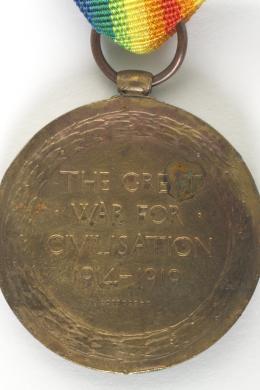 THE GREAT
· WAR FOR ·
CIVILISATION
1914-1919